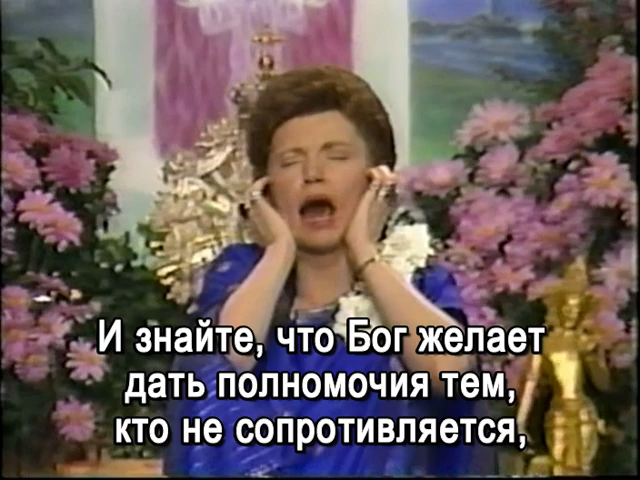 И знайте, что Бог желает
дать полномочия тем,
кто не сопротивляется,